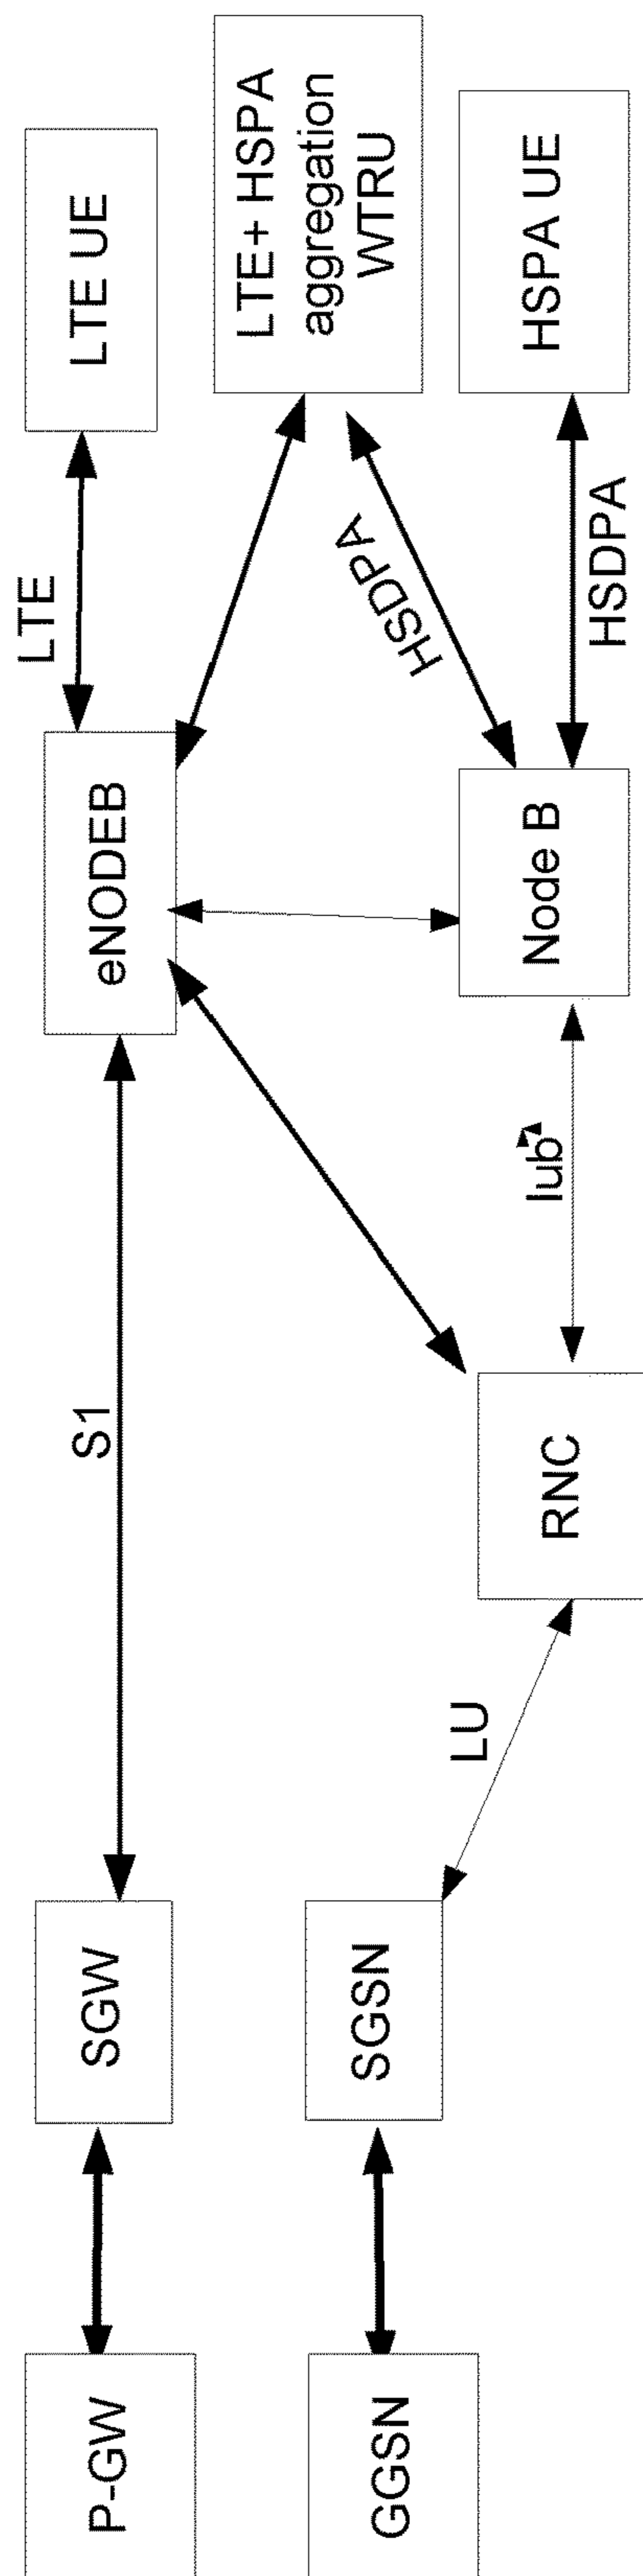 LTE UE
LTE+ HSPA
aggregation
WTRU
HSPA UE
LTE
HSDPA
HSDPA
eNODEB
Node B
Iub
S1
RNC
LU
SGW
SGSN
P-GW
GGSN